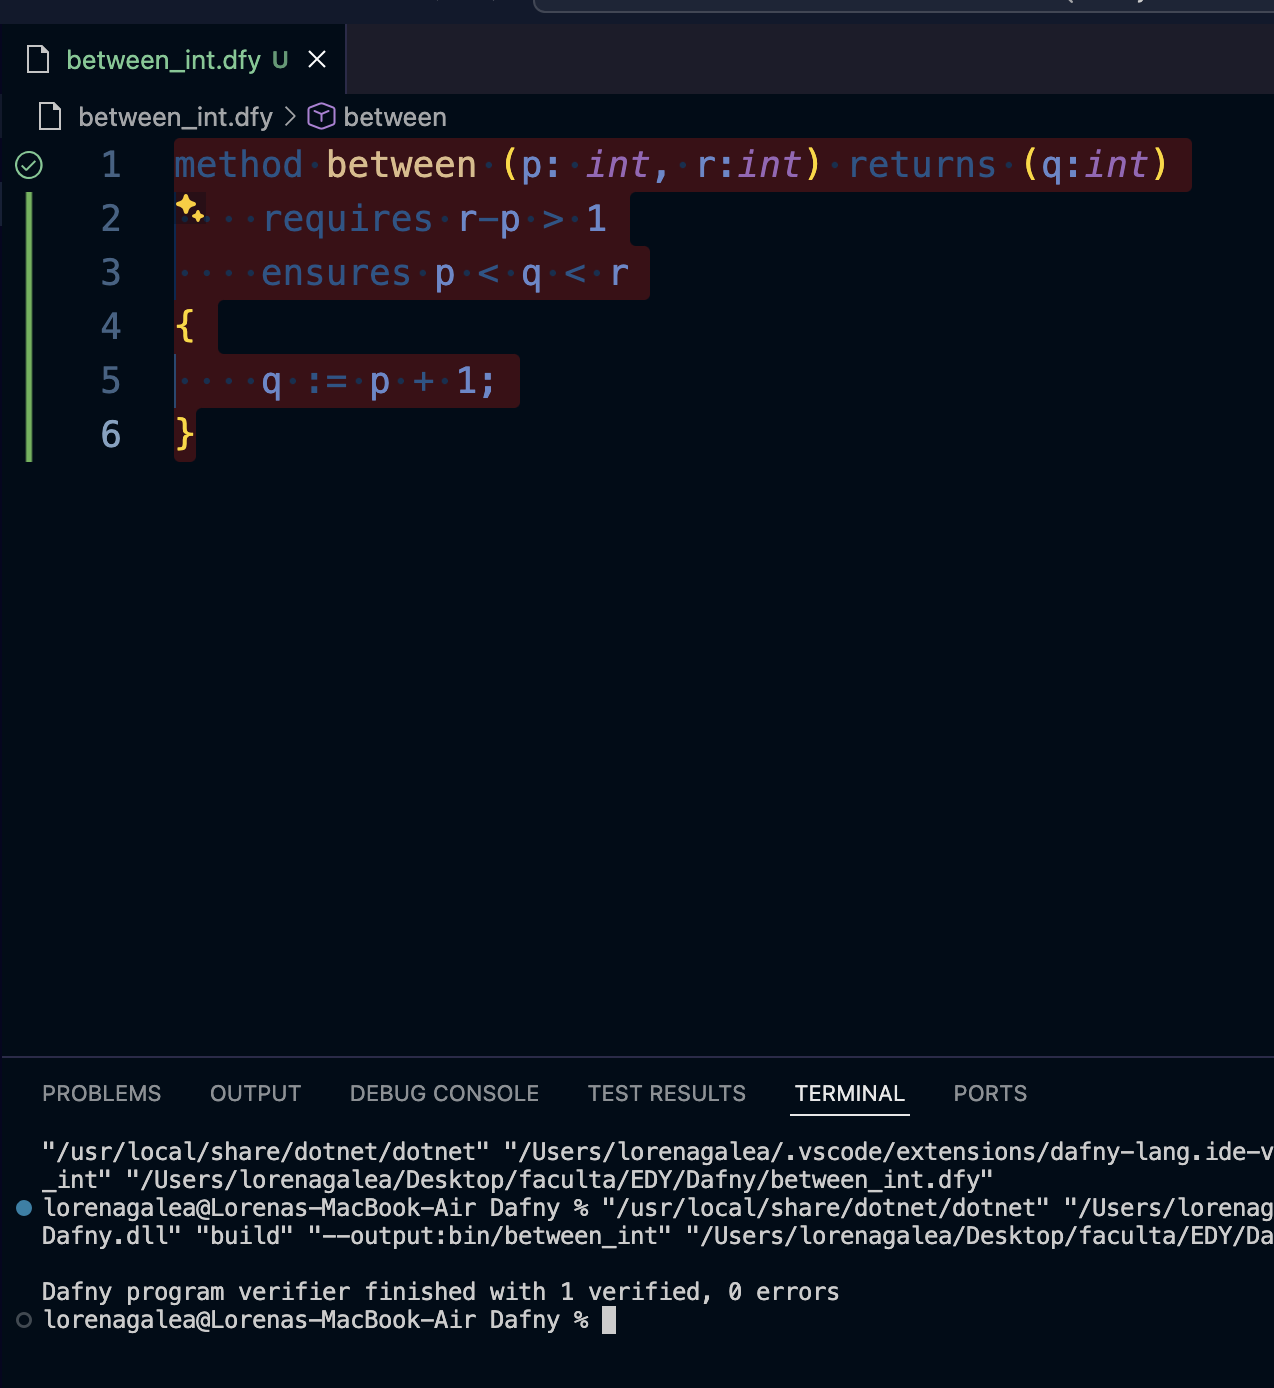 between_int.dfy U
between_int.dfy > between
1 method between (p: int, r:int) returns (q:int)
2     requires r-p > 1
3     ensures p < q < r
4 {
5     q := p + 1;
6 }
PROBLEMS OUTPUT DEBUG CONSOLE TEST RESULTS TERMINAL PORTS
"/usr/local/share/dotnet/dotnet" "/Users/lorenagalea/.vscode/extensions/dafny-lang.ide-v
_int" "/Users/lorenagalea/Desktop/faculta/EDY/Dafny/between_int.dfy"
lorenagalea@Lorenas-MacBook-Air Dafny % "/usr/local/share/dotnet/dotnet" "/Users/lorenag
Dafny.dll" "build" "--output:bin/between_int" "/Users/lorenagalea/Desktop/faculta/EDY/Da
Dafny program verifier finished with 1 verified, 0 errors
lorenagalea@Lorenas-MacBook-Air Dafny %